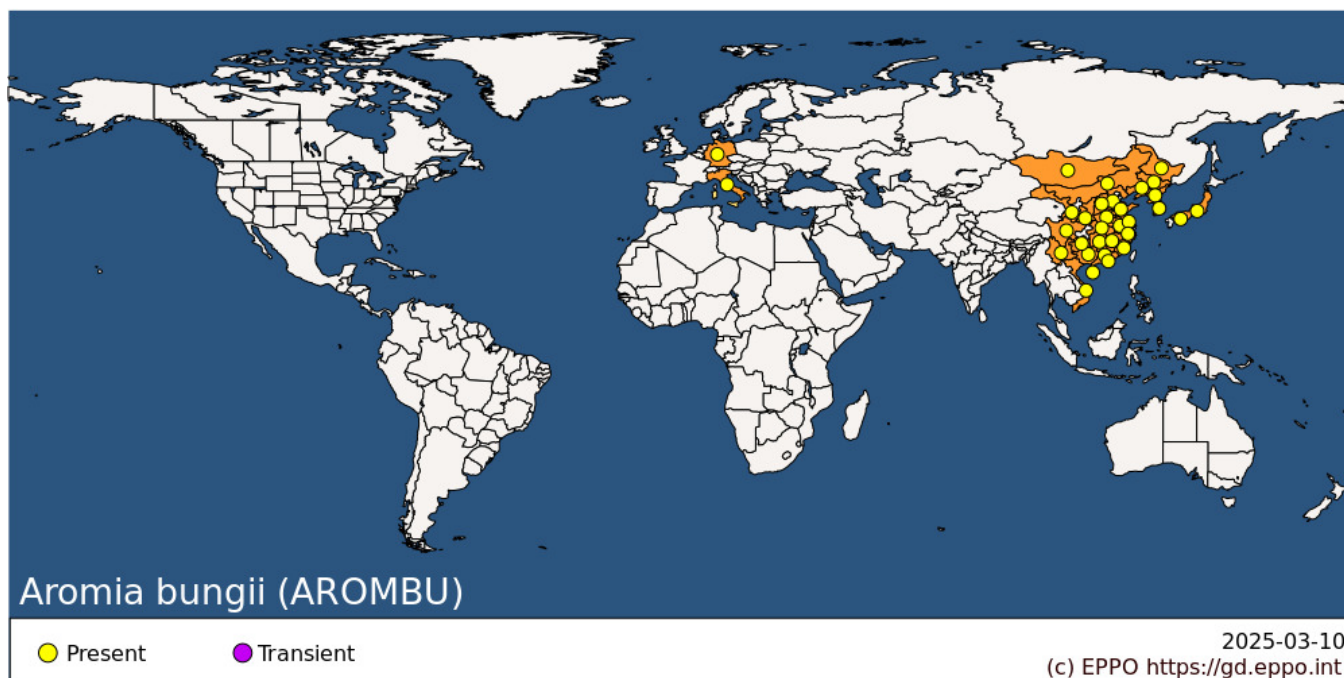 Aromia bungii (AROMBU)
Present
Transient
2025-03-10
(c) EPPO https://gd.eppo.int